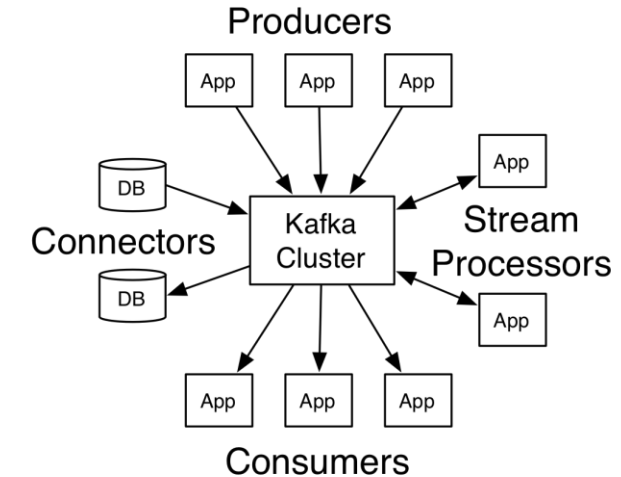 Producers
App
App
App
DB
App
Kafka
Cluster
Connectors
Stream
Processors
DB
App
App
App
App
Consumers